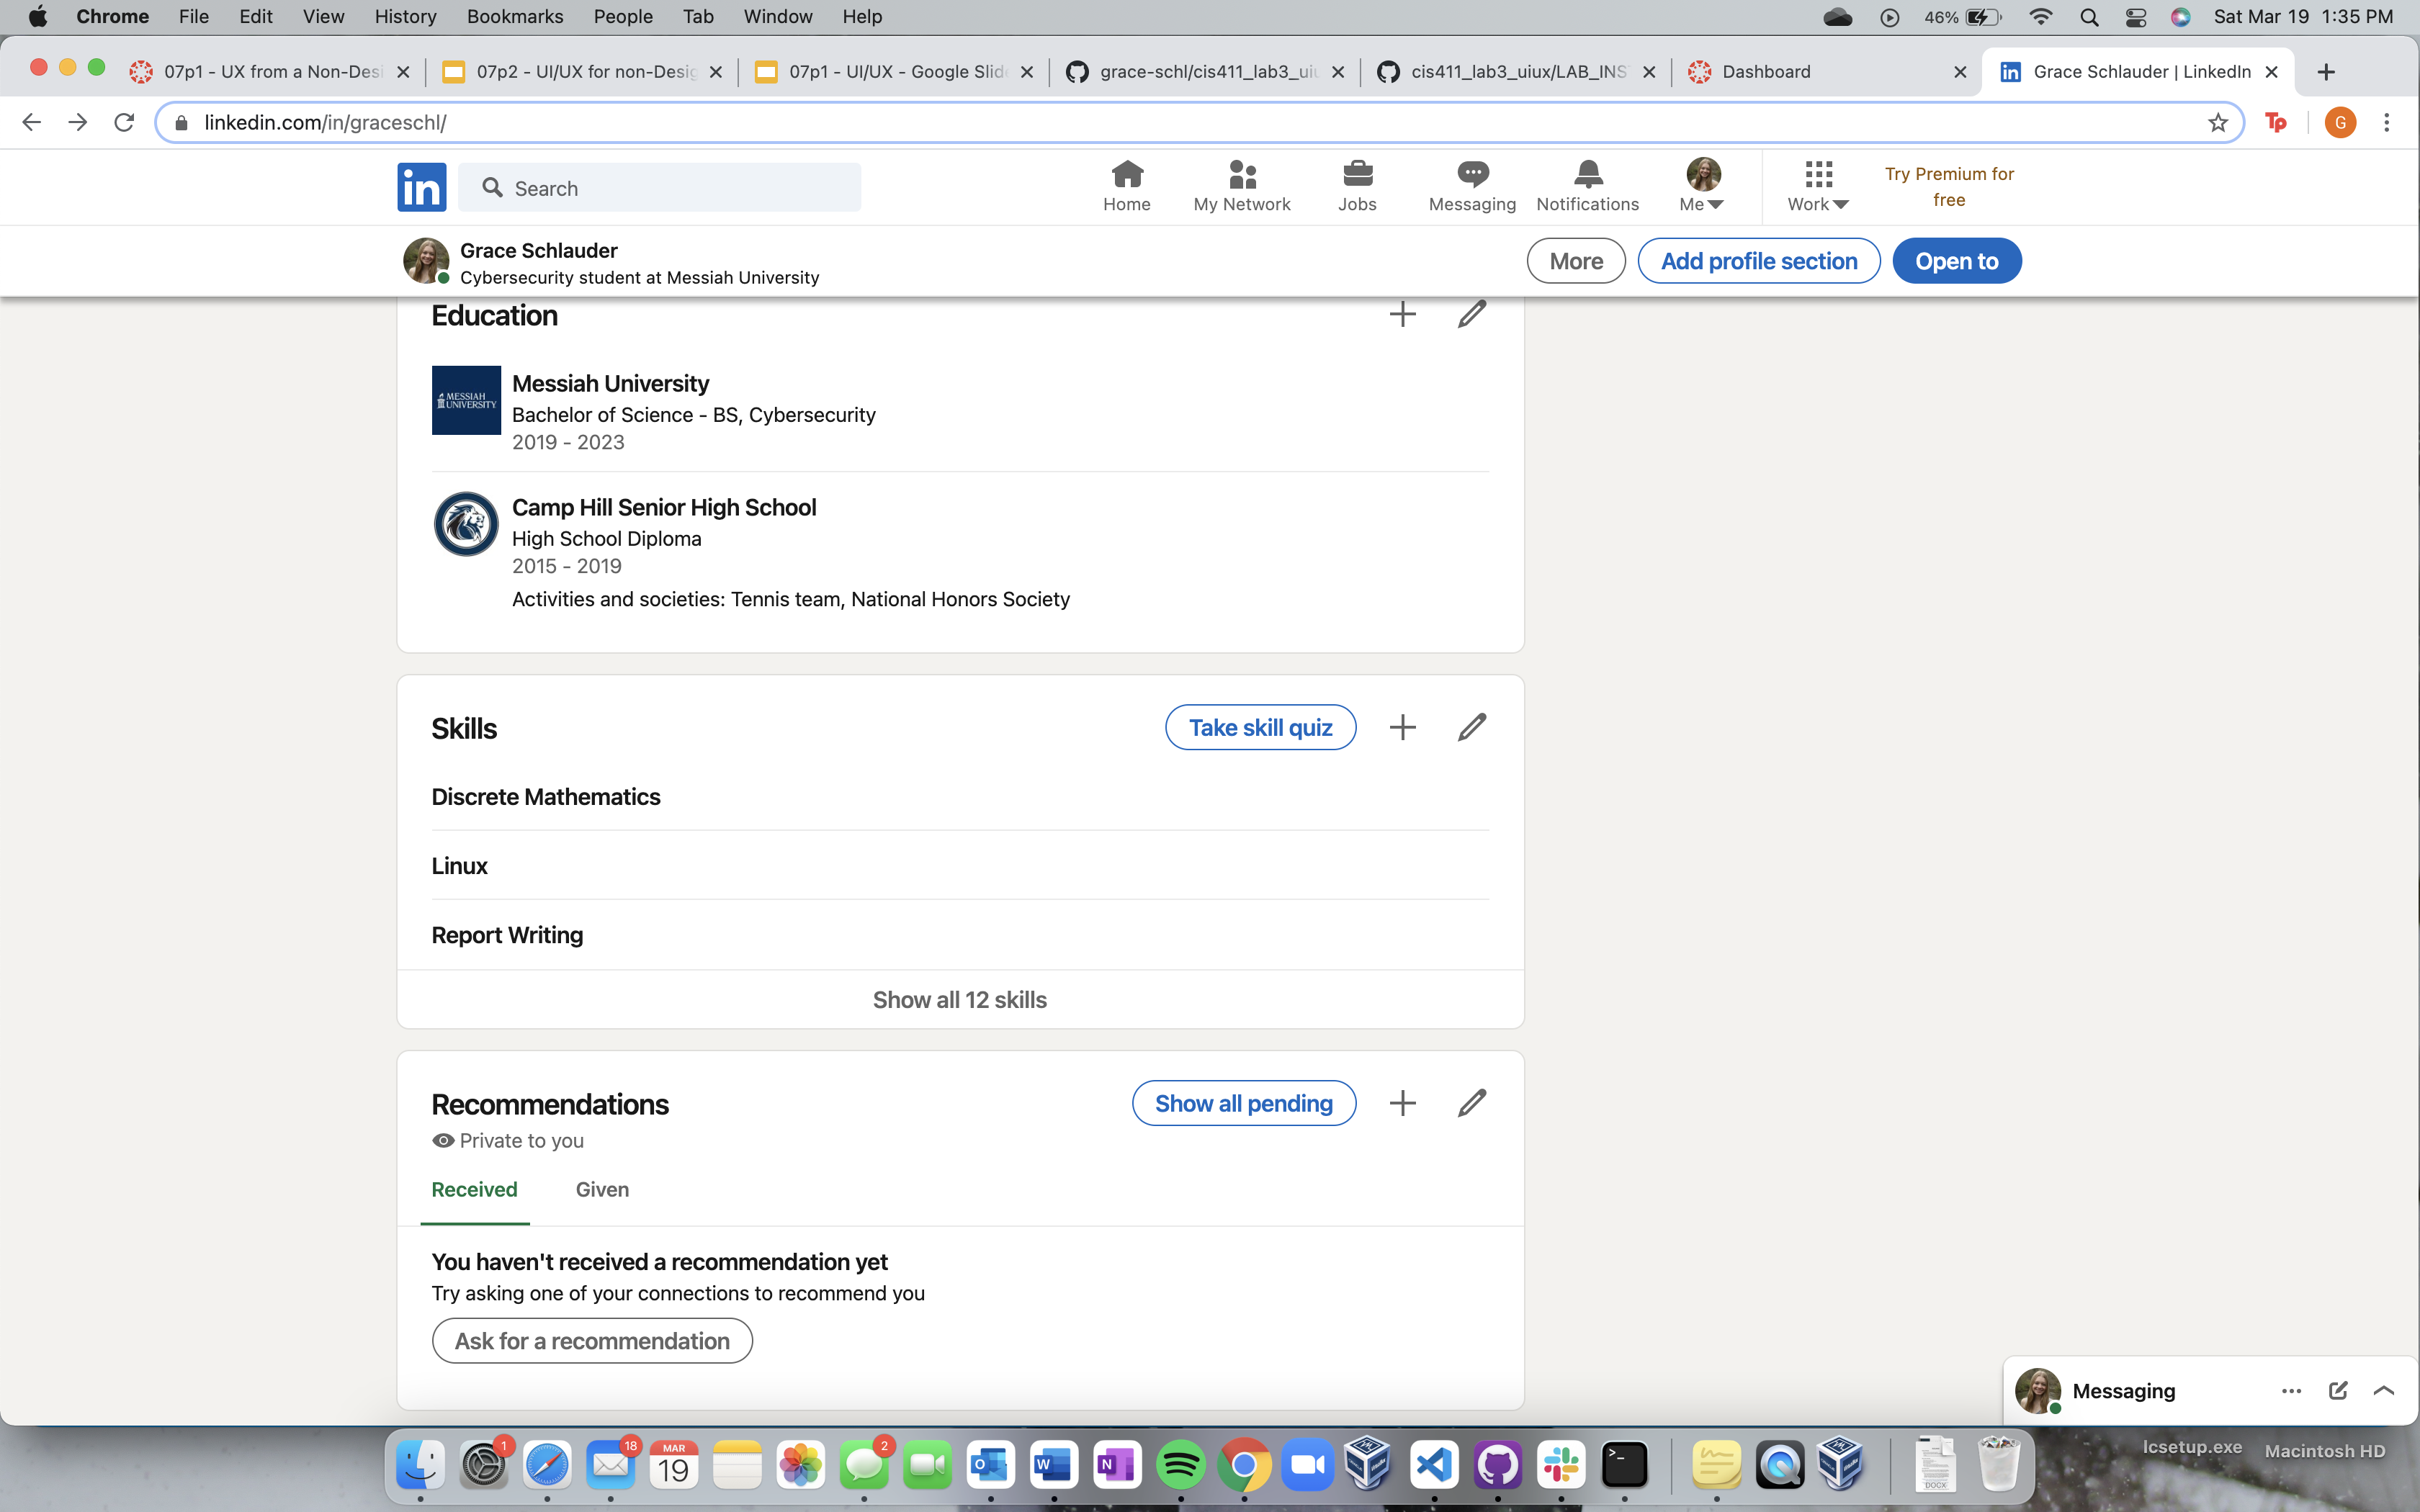 Chrome File Edit View History Bookmarks People Tab Window Help 46% Sat Mar 19 1:35 PM
07p1 - UX from a Non-Desi 07p2 - UI/UX for non-Desig 07p1 - UI/UX - Google Slid grace-schl/cis411_lab3_ui cis411_lab3_uiux/LAB_INS Dashboard Grace Schlauder | LinkedIn
linkedin.com/in/graceschl/ Tp G
in Search Home My Network Jobs Messaging Notifications Me Work Try Premium for
free
Grace Schlauder
Cybersecurity student at Messiah University
More Add profile section Open to
Education
MESSIAH
UNIVERSITY
Messiah University
Bachelor of Science - BS, Cybersecurity
2019 - 2023
Camp Hill Senior High School
High School Diploma
2015 - 2019
Activities and societies: Tennis team, National Honors Society
Skills Take skill quiz
Discrete Mathematics
Linux
Report Writing
Show all 12 skills
Recommendations Show all pending
Private to you
Received Given
You haven't received a recommendation yet
Try asking one of your connections to recommend you
Ask for a recommendation
Messaging
1 18 MAR 19 2
lcsetup.exe Macintosh HD
DOCX